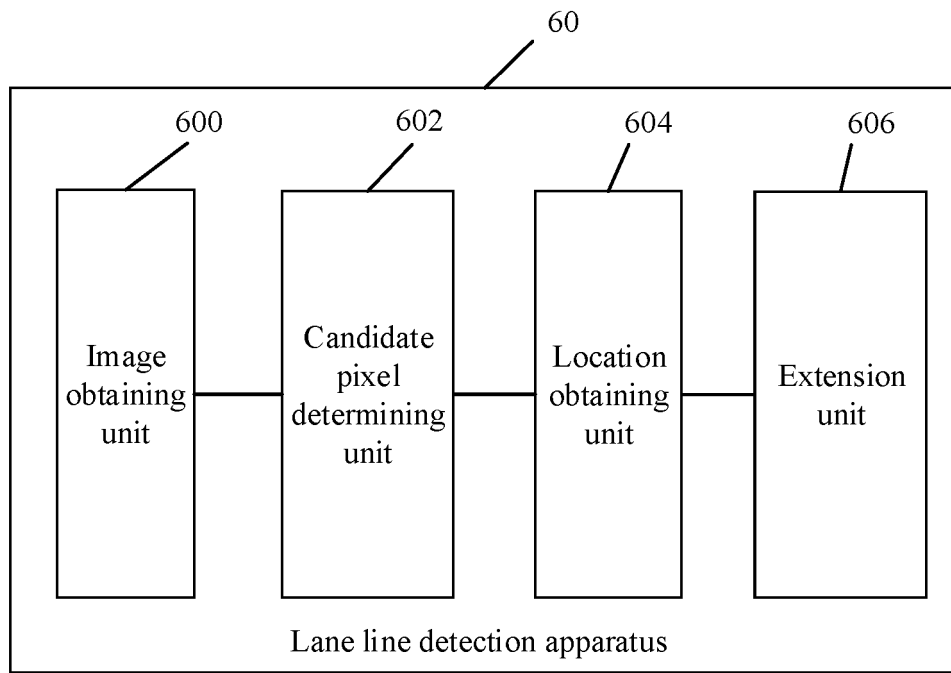 60
600
602
604
606
Image
obtaining
unit
Candidate
pixel
determining
unit
Location
obtaining
unit
Extension
unit
Lane line detection apparatus